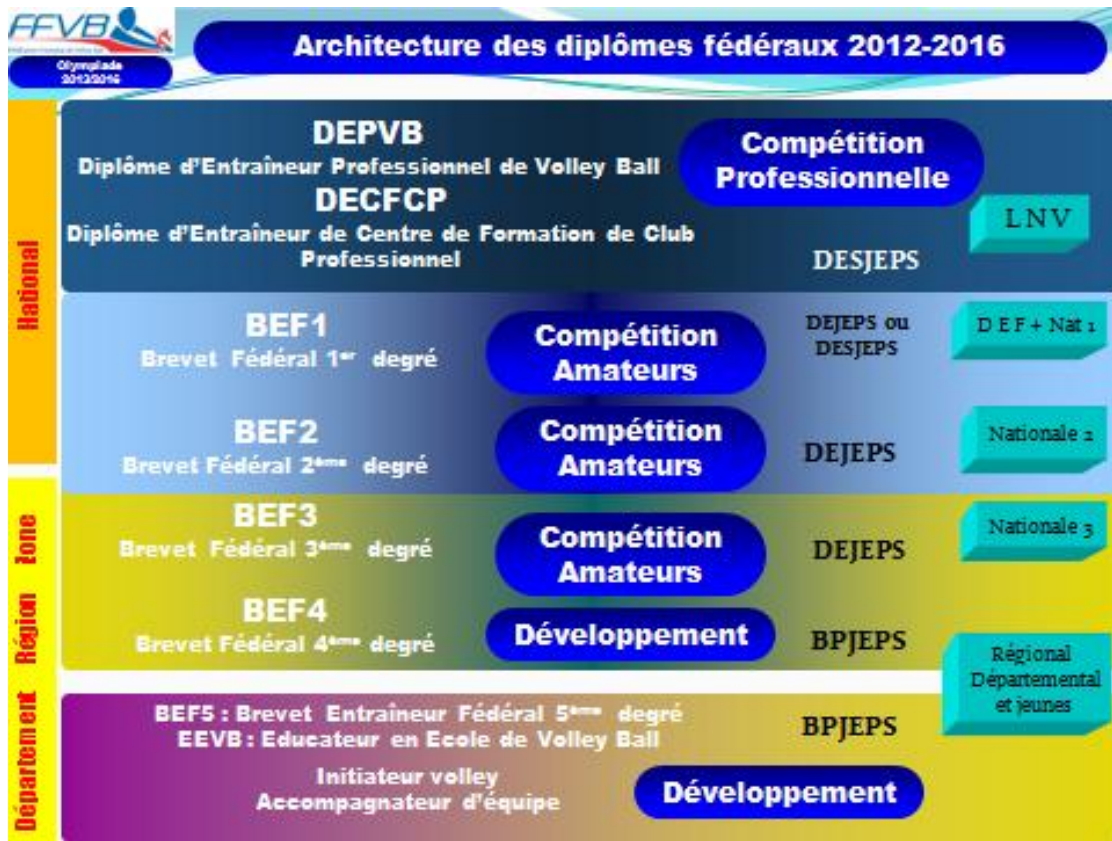 FFVB
Olympiade
2013/2016
Architecture des diplômes fédéraux 2012-2016
National
DEPVB
Diplôme d'Entraîneur Professionnel de Volley Ball
DECFCP
Diplôme d'Entraîneur de Centre de Formation de Club
Professionnel
Compétition
Professionnelle
DESJEPS
LNV
BEF1
Brevet Fédéral 1er degré
Compétition
Amateurs
DEJEPS ou
DESJEPS
D E F + Nat 1
BEF2
Brevet Fédéral 2ème degré
Compétition
Amateurs
DEJEPS
Nationale 2
Zone
BEF3
Brevet Fédéral 3ème degré
Compétition
Amateurs
DEJEPS
Nationale 3
Région
BEF4
Brevet Fédéral 4ème degré
Développement
BPJEPS
Régional
Départemental
et jeunes
Département
BEF5 : Brevet Entraîneur Fédéral 5ème degré
EEVB : Educateur en Ecole de Volley Ball
BPJEPS
Initiateur volley
Accompagnateur d'équipe
Développement